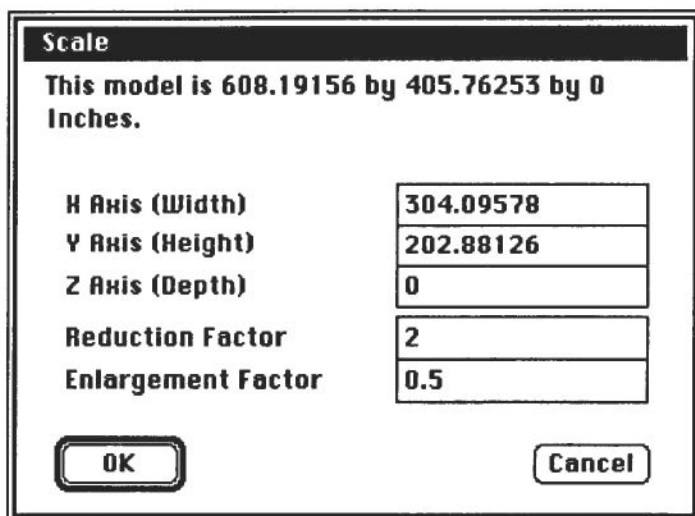 Scale
This model is 608.19156 by 405.76253 by 0
Inches.
X Axis (Width) 304.09578
Y Axis (Height) 202.88126
Z Axis (Depth) 0
Reduction Factor 2
Enlargement Factor 0.5
OK Cancel